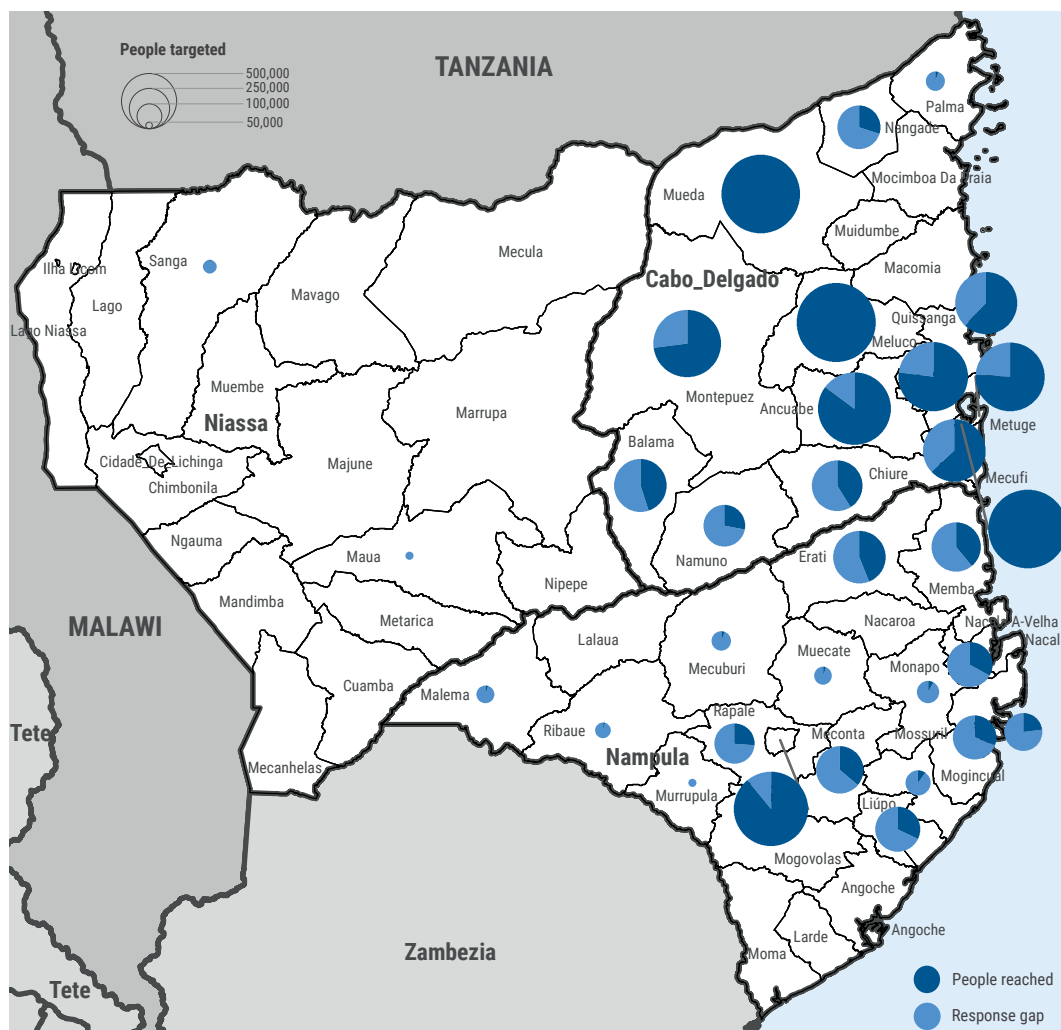 People targeted
500,000
250,000
100,000
50,000
TANZANIA
Palma
Nangade
Mocimboa Da Praia
Mueda
Muidumbe
Mecula
Sanga
Ilha Licom
Mavago
Macomia
Cabo_Delgado
Lago
Quissanga
Lago Niassa
Meluco
Muembe
Montepuez
Marrupa
Ancuabe
Niassa
Metuge
Balama
Cidade_De_Lichinga
Majune
Chiure
Mecufi
Chimbonila
Ngauma
Maua
Namuno
Erati
Nipepe
Memba
Mandimba
Metarica
Nacaroa
Nacala A-Velha
MALAWI
Lalaua
Muecate
Nacal
Mecuburi
Monapo
Cuamba
Malema
Rapale
Ribaue
Meconta
Mossuril
Tete
Nampula
Mecanhelas
Mogincual
Murrupula
Liúpo
Mogovolas
Angoche
Angoche
Larde
Zambezia
Moma
People reached
Tete
Response gap